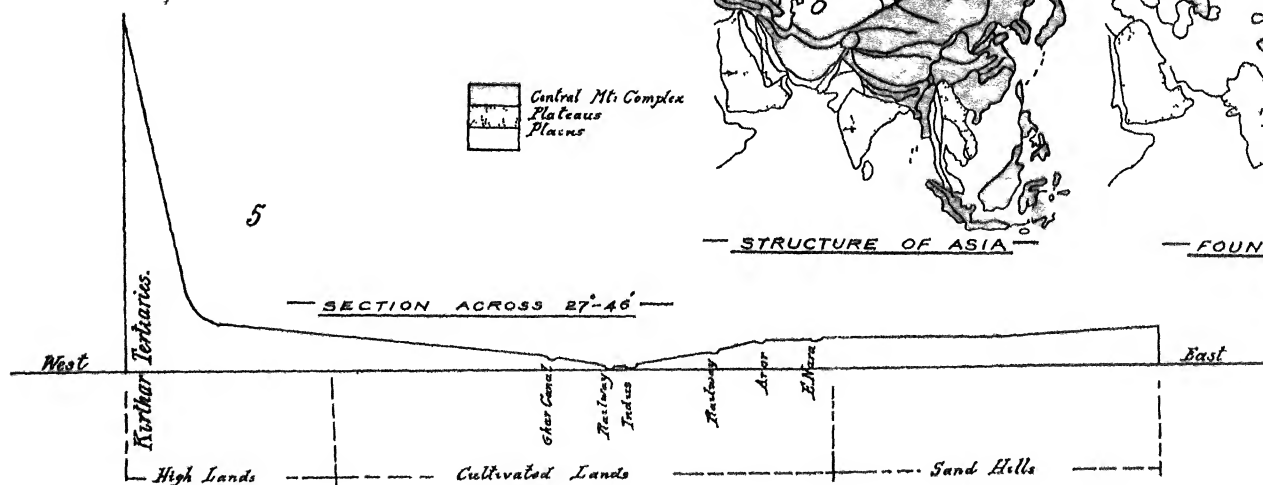 Central Mt: Complex
Plateaus
Plains
5
— STRUCTURE OF ASIA —
— FOUN
— SECTION ACROSS 27°-46' —
West
Kirthar Tertiaries.
Ghar Canal
Railway
Indus
Railway
Aror
E.Nara
East
High Lands
Cultivated Lands
Sand Hills